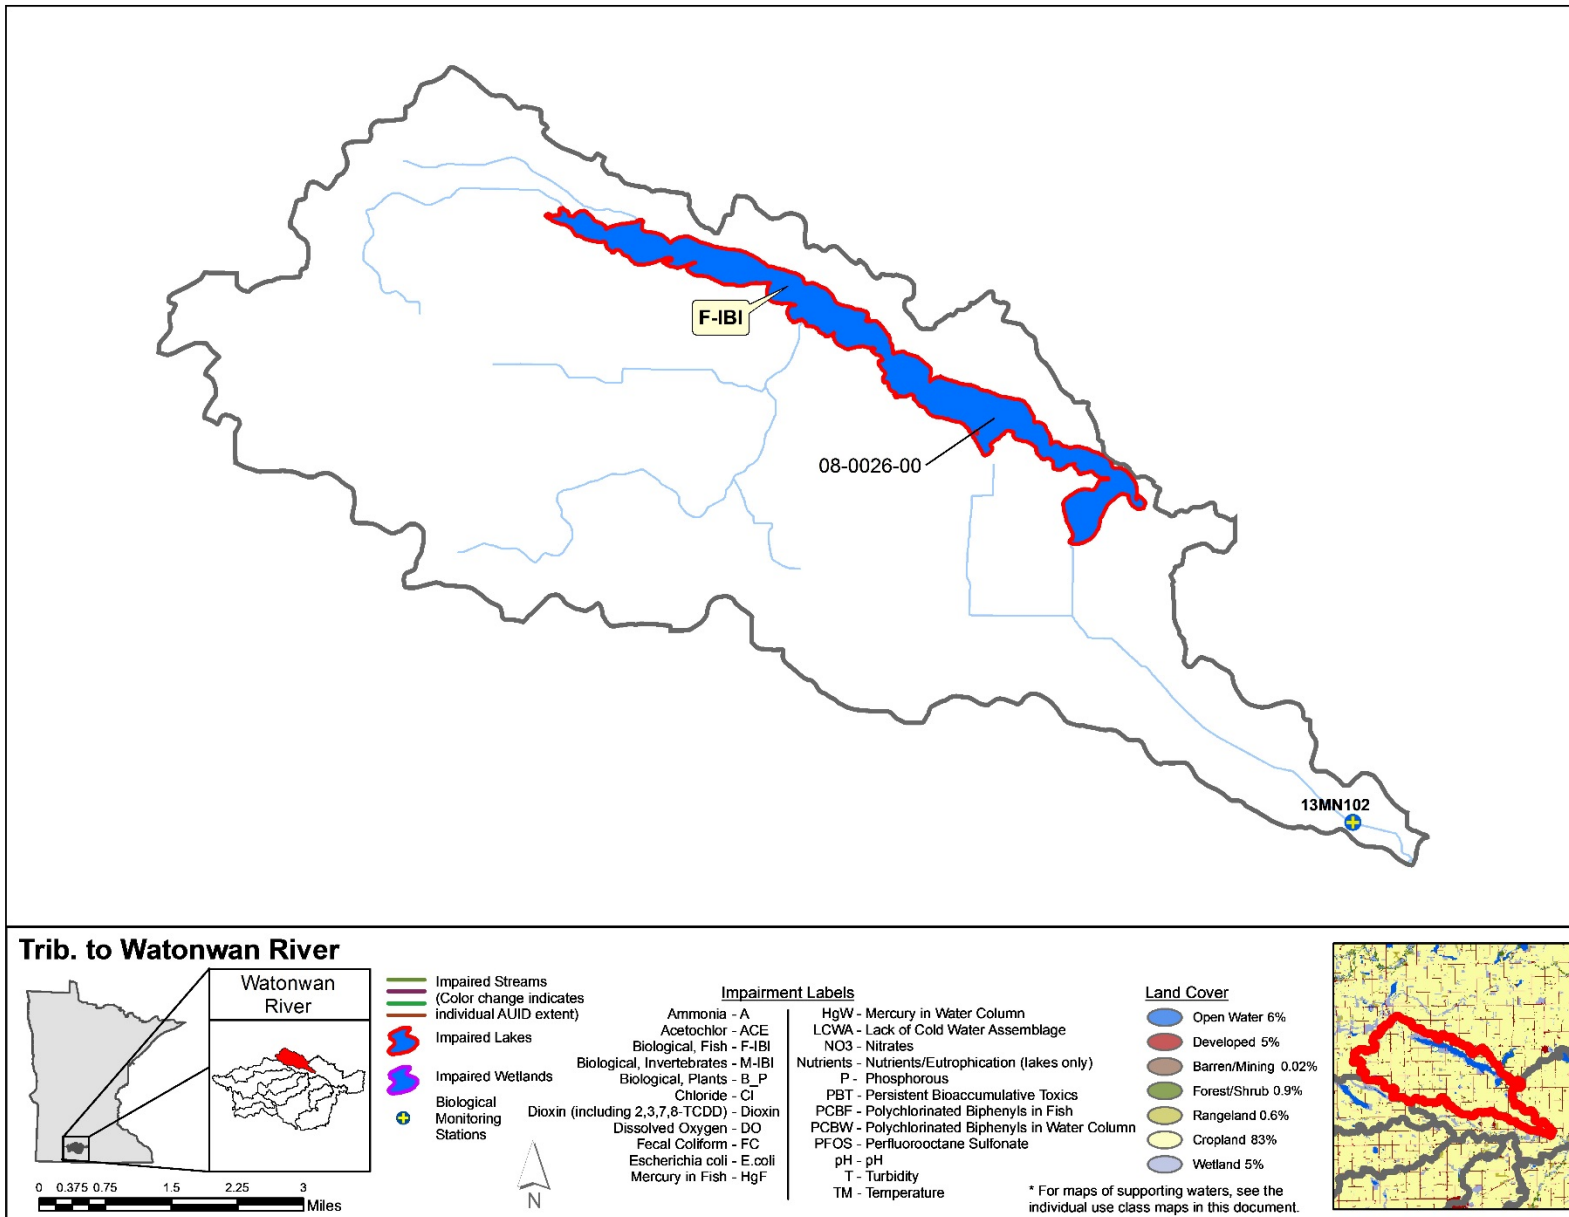 F-IBI
08-0026-00
13MN102
Trib. to Watonwan River
Watonwan
River
0 0.375 0.75 1.5 2.25 3
Miles
Impaired Streams
(Color change indicates
individual AUID extent)
Impaired Lakes
Impaired Wetlands
Biological
Monitoring
Stations
N
Impairment Labels
Ammonia - A
Acetochlor - ACE
Biological, Fish - F-IBI
Biological, Invertebrates - M-IBI
Biological, Plants - B_P
Chloride - Cl
Dioxin (including 2,3,7,8-TCDD) - Dioxin
Dissolved Oxygen - DO
Fecal Coliform - FC
Escherichia coli - E.coli
Mercury in Fish - HgF
HgW - Mercury in Water Column
LCWA - Lack of Cold Water Assemblage
NO3 - Nitrates
Nutrients - Nutrients/Eutrophication (lakes only)
P - Phosphorous
PBT - Persistent Bioaccumulative Toxics
PCBF - Polychlorinated Biphenyls in Fish
PCBW - Polychlorinated Biphenyls in Water Column
PFOS - Perfluorooctane Sulfonate
pH - pH
T - Turbidity
TM - Temperature
Land Cover
Open Water 6%
Developed 5%
Barren/Mining 0.02%
Forest/Shrub 0.9%
Rangeland 0.6%
Cropland 83%
Wetland 5%
* For maps of supporting waters, see the
individual use class maps in this document.